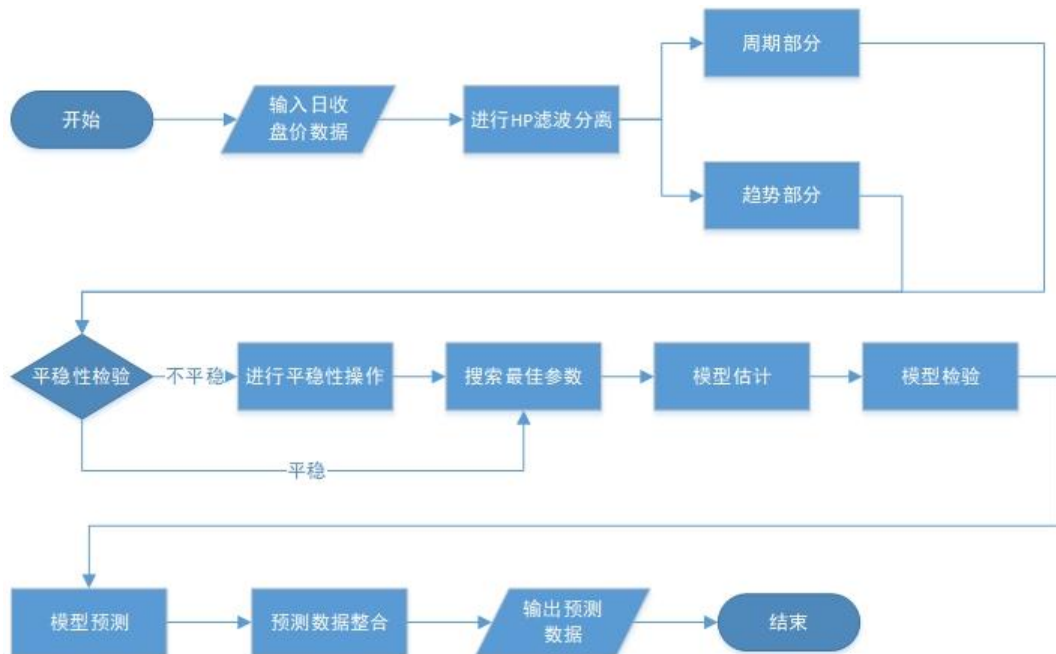 周期部分
开始
输入日收
盘价数据
进行HP滤波分离
趋势部分
平稳性检验
不平稳
进行平稳性操作
搜索最佳参数
模型估计
模型检验
平稳
模型预测
预测数据整合
输出预测
数据
结束